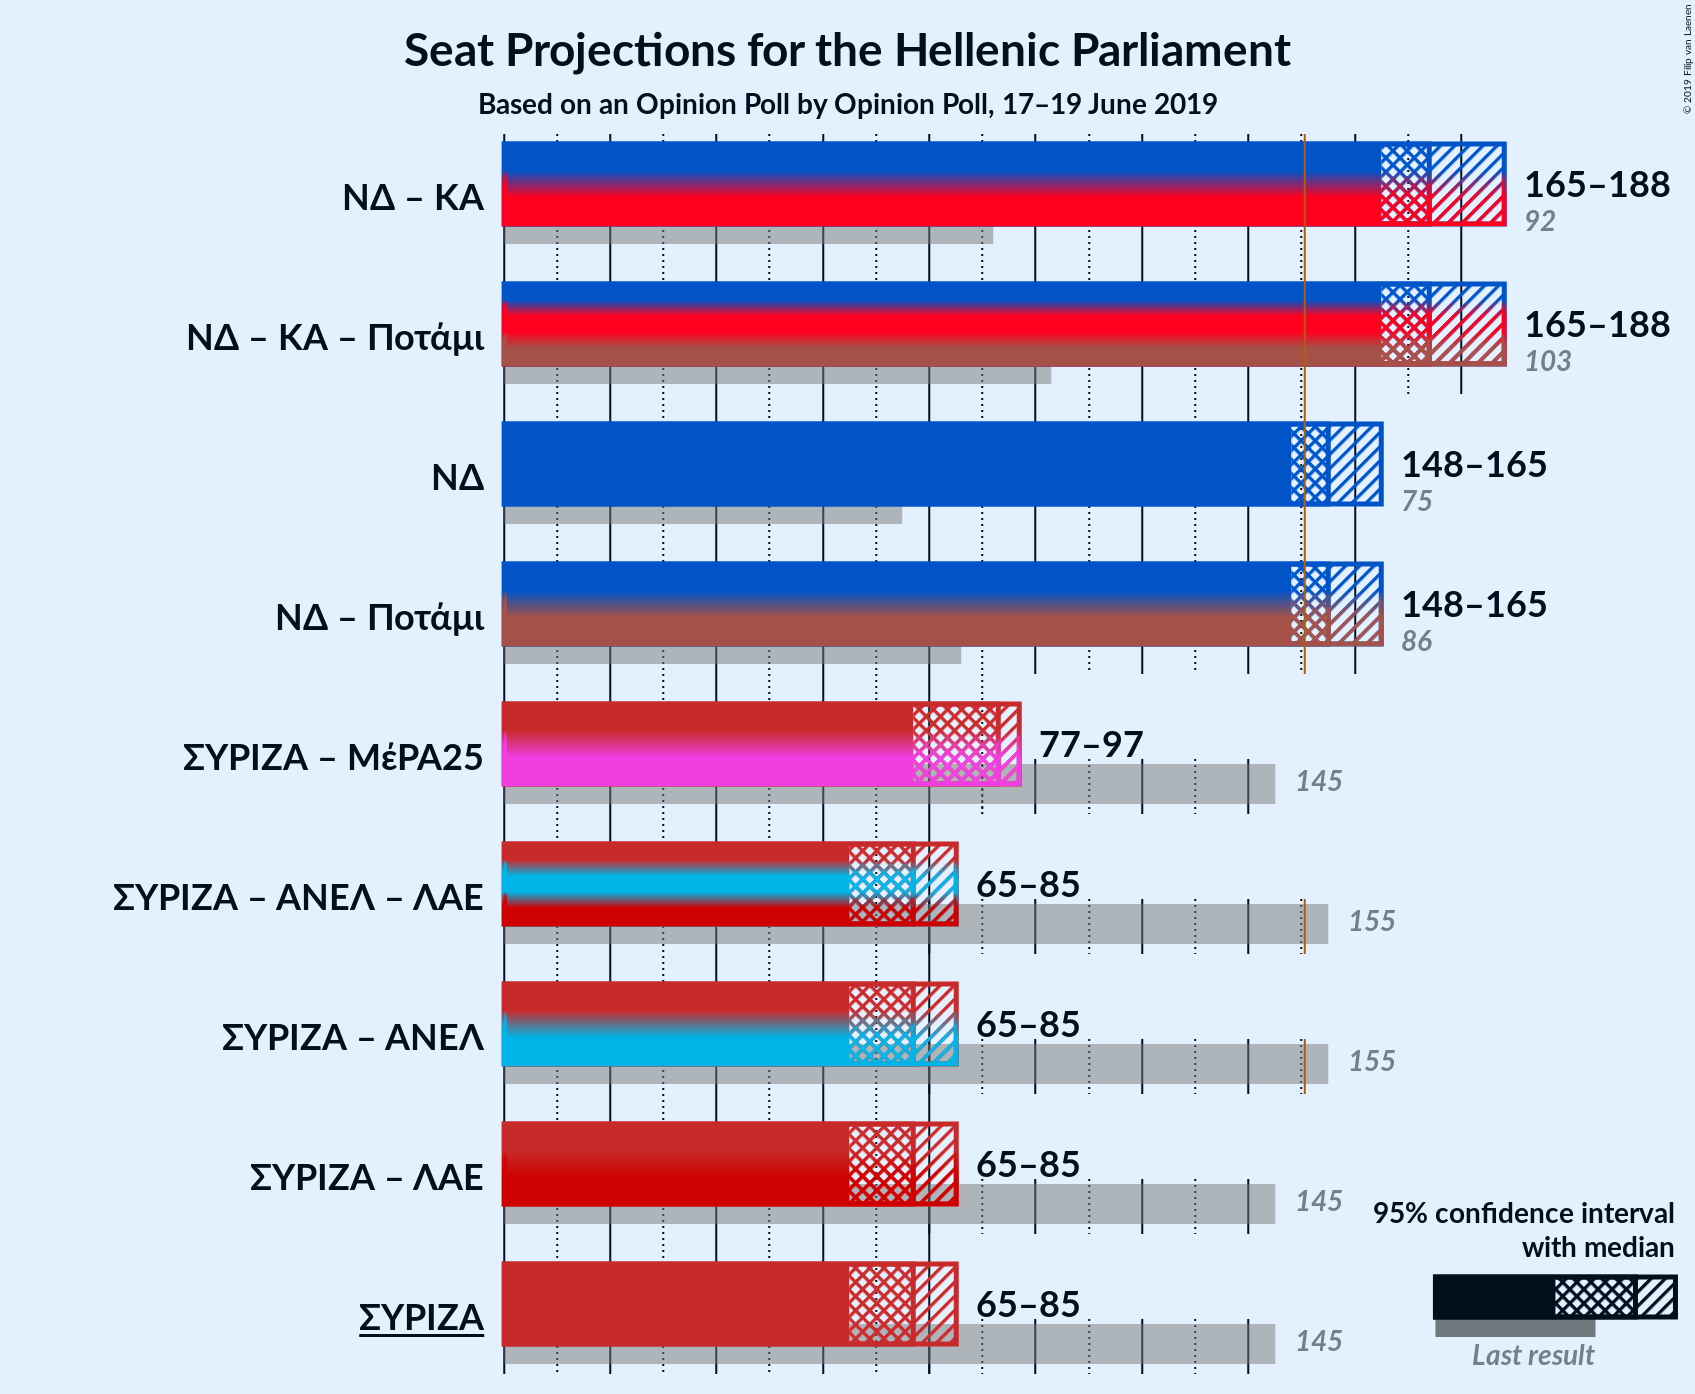 Seat Projections for the Hellenic Parliament
Based on an Opinion Poll by Opinion Poll, 17–19 June 2019
© 2019 Filip van Laenen
ΝΔ – ΚΑ
165–188
92
ΝΔ – ΚΑ – Ποτάμι
165–188
103
ΝΔ
148–165
75
ΝΔ – Ποτάμι
148–165
86
ΣΥΡΙΖΑ – ΜέΡΑ25
77–97
145
ΣΥΡΙΖΑ – ΑΝΕΛ – ΛΑΕ
65–85
155
ΣΥΡΙΖΑ – ΑΝΕΛ
65–85
155
ΣΥΡΙΖΑ – ΛΑΕ
65–85
145
ΣΥΡΙΖΑ
65–85
145
95% confidence interval
with median
Last result